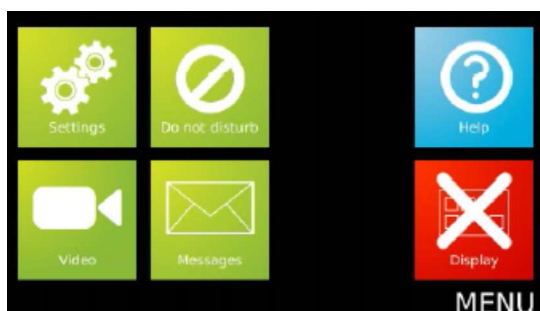 Settings
Do not disturb
Help
Video
Messages
Display
MENU